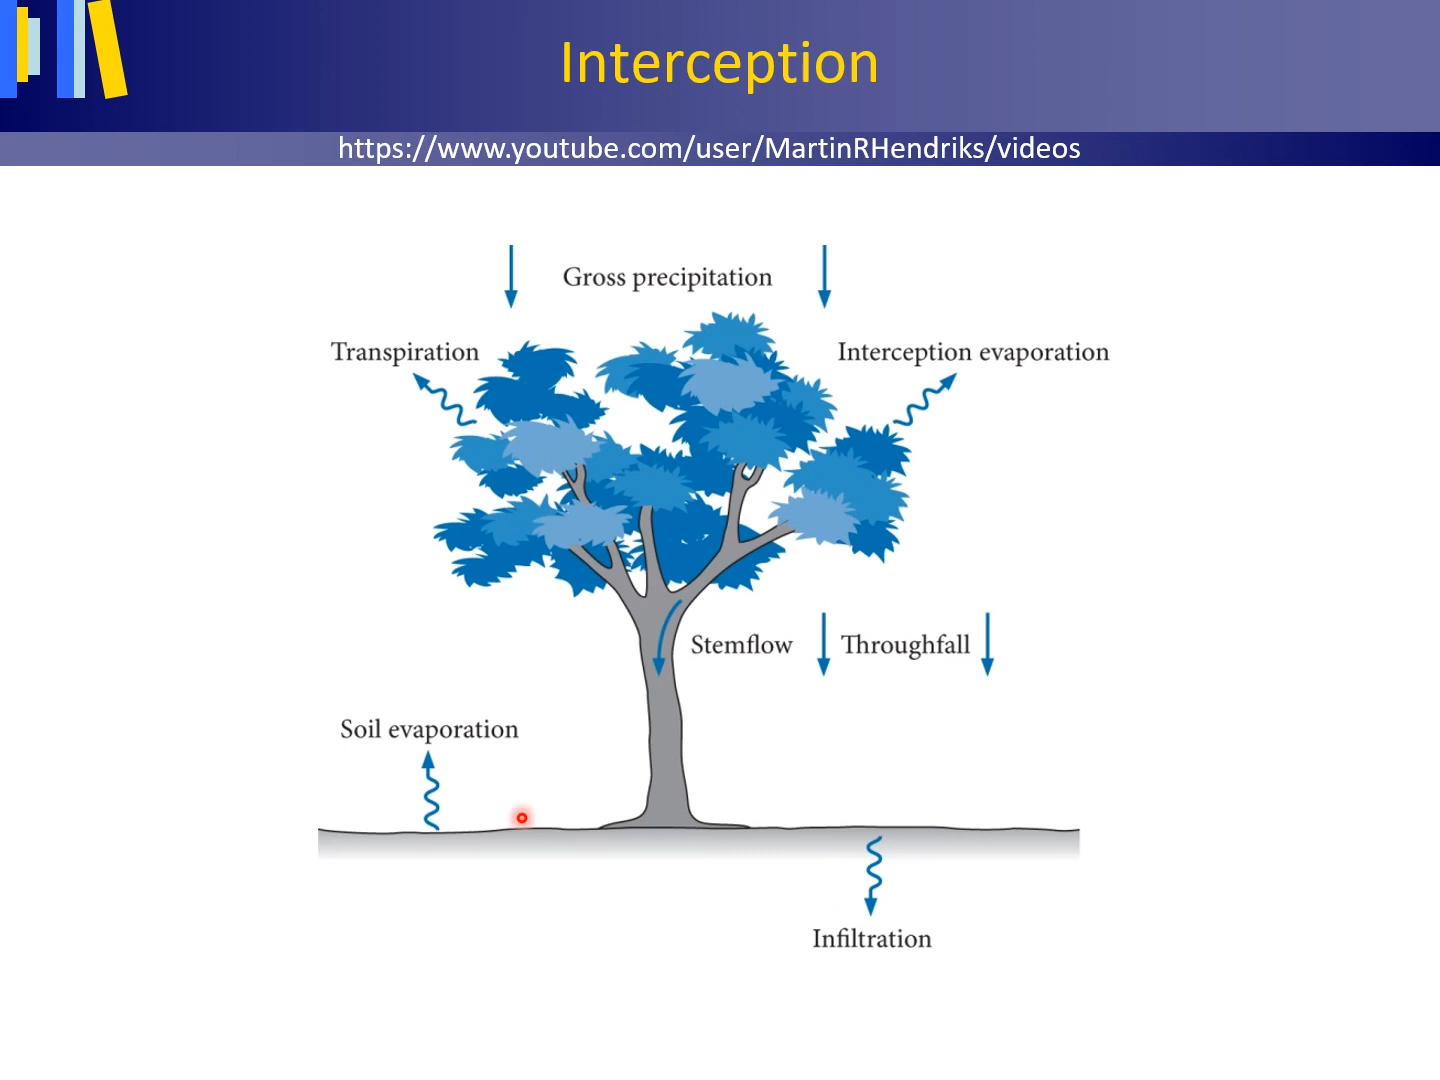 Interception
https://www.youtube.com/user/MartinRHendriks/videos
Gross precipitation
Transpiration
Interception evaporation
Stemflow
Throughfall
Soil evaporation
Infiltration